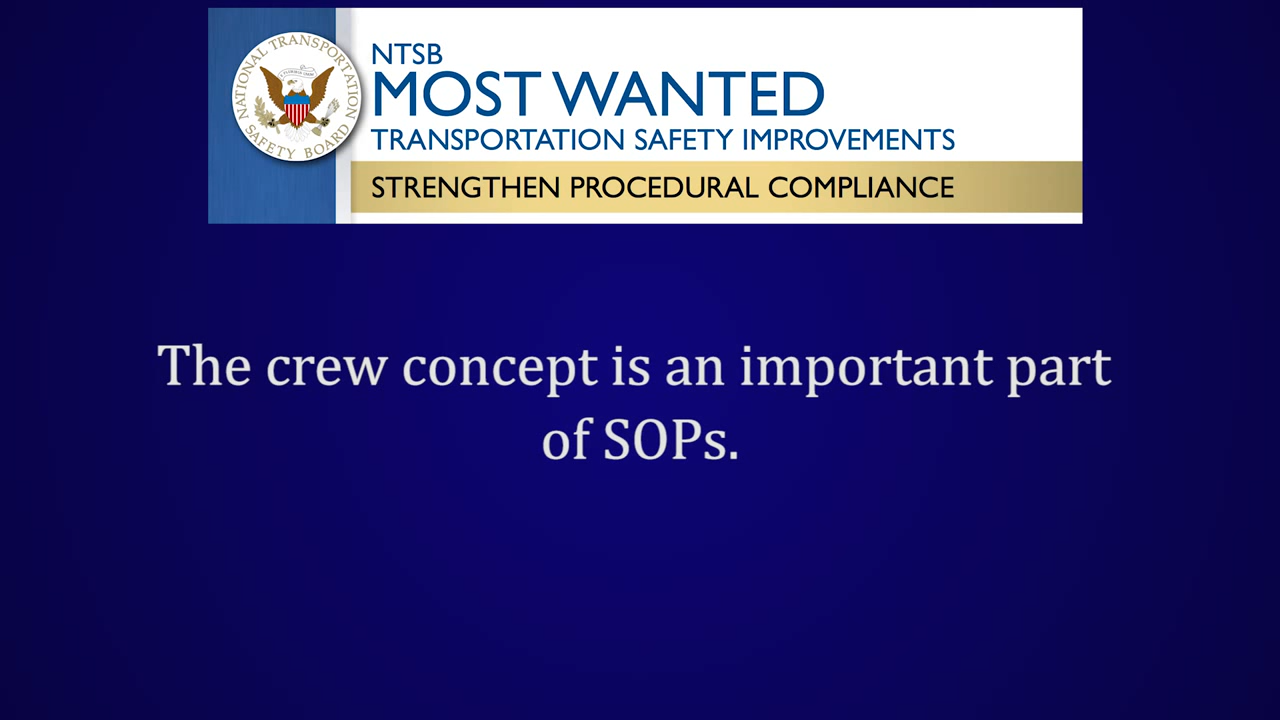 NATIONAL TRANSPORTATION SAFETY BOARD
NTSB
MOST WANTED
TRANSPORTATION SAFETY IMPROVEMENTS
STRENGTHEN PROCEDURAL COMPLIANCE
The crew concept is an important part
of SOPs.